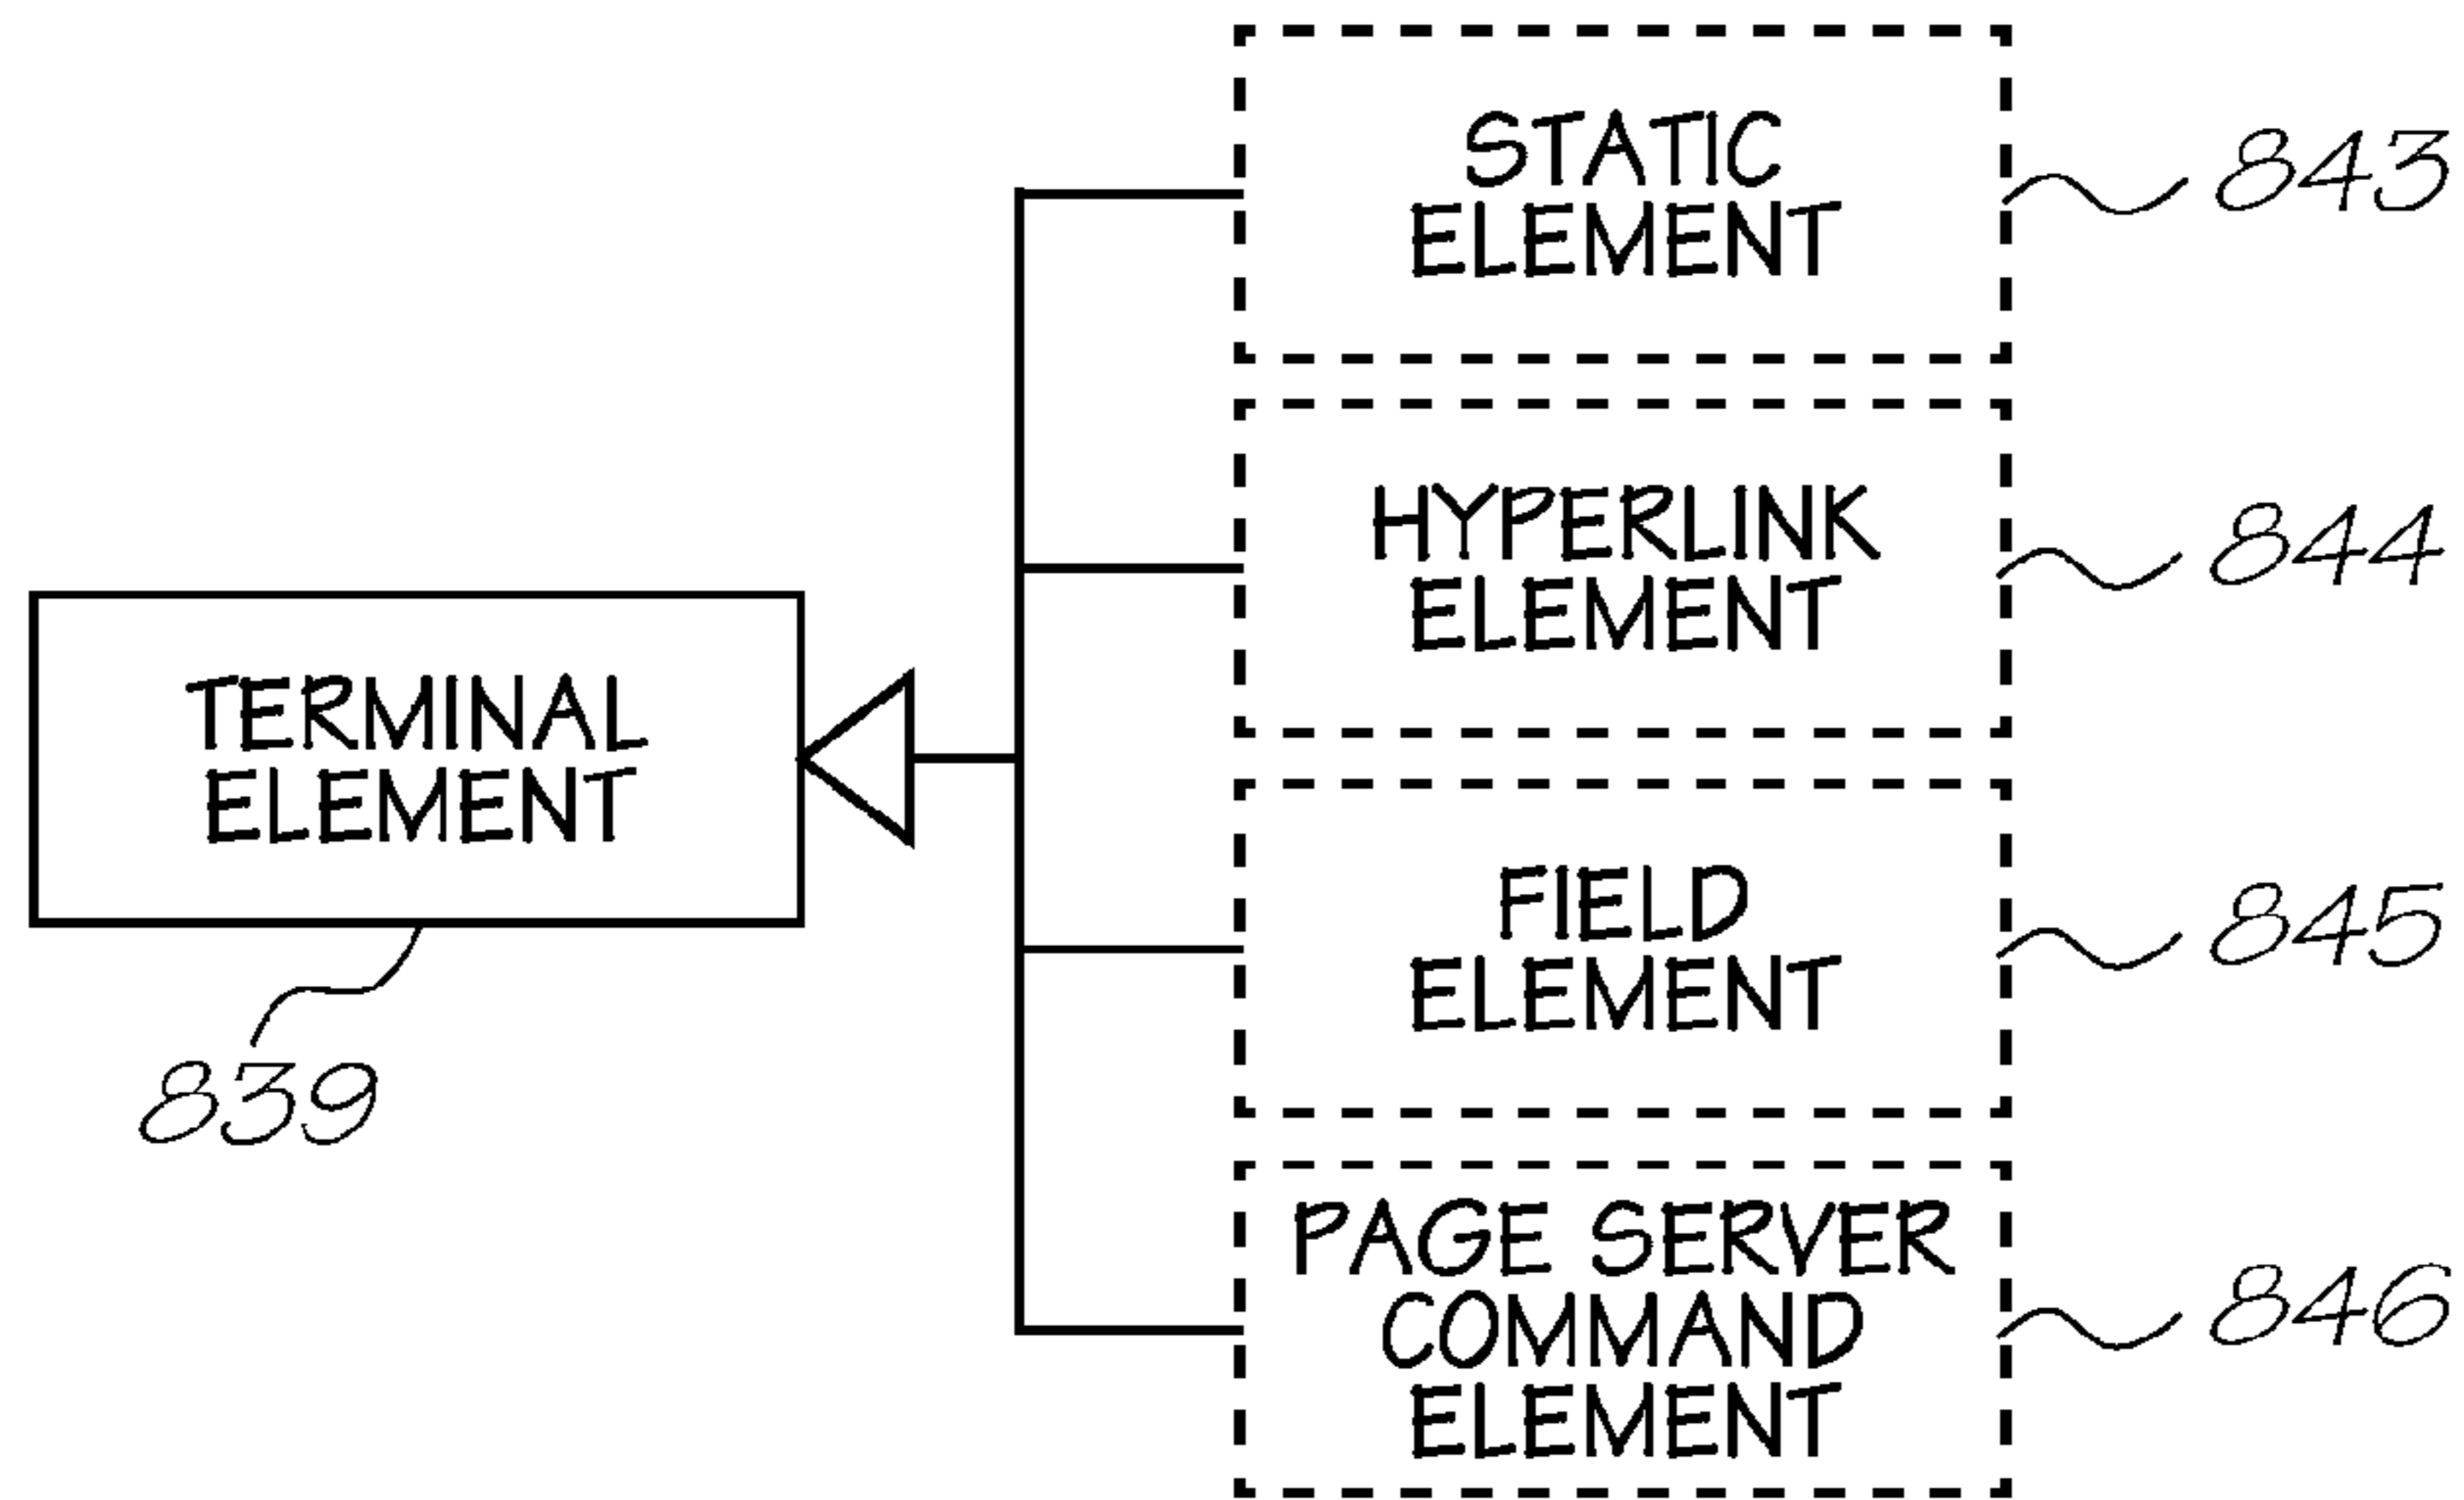 STATIC
ELEMENT
843
HYPERLINK
ELEMENT
844
TERMINAL
ELEMENT
839
FIELD
ELEMENT
845
PAGE SERVER
COMMAND
ELEMENT
846